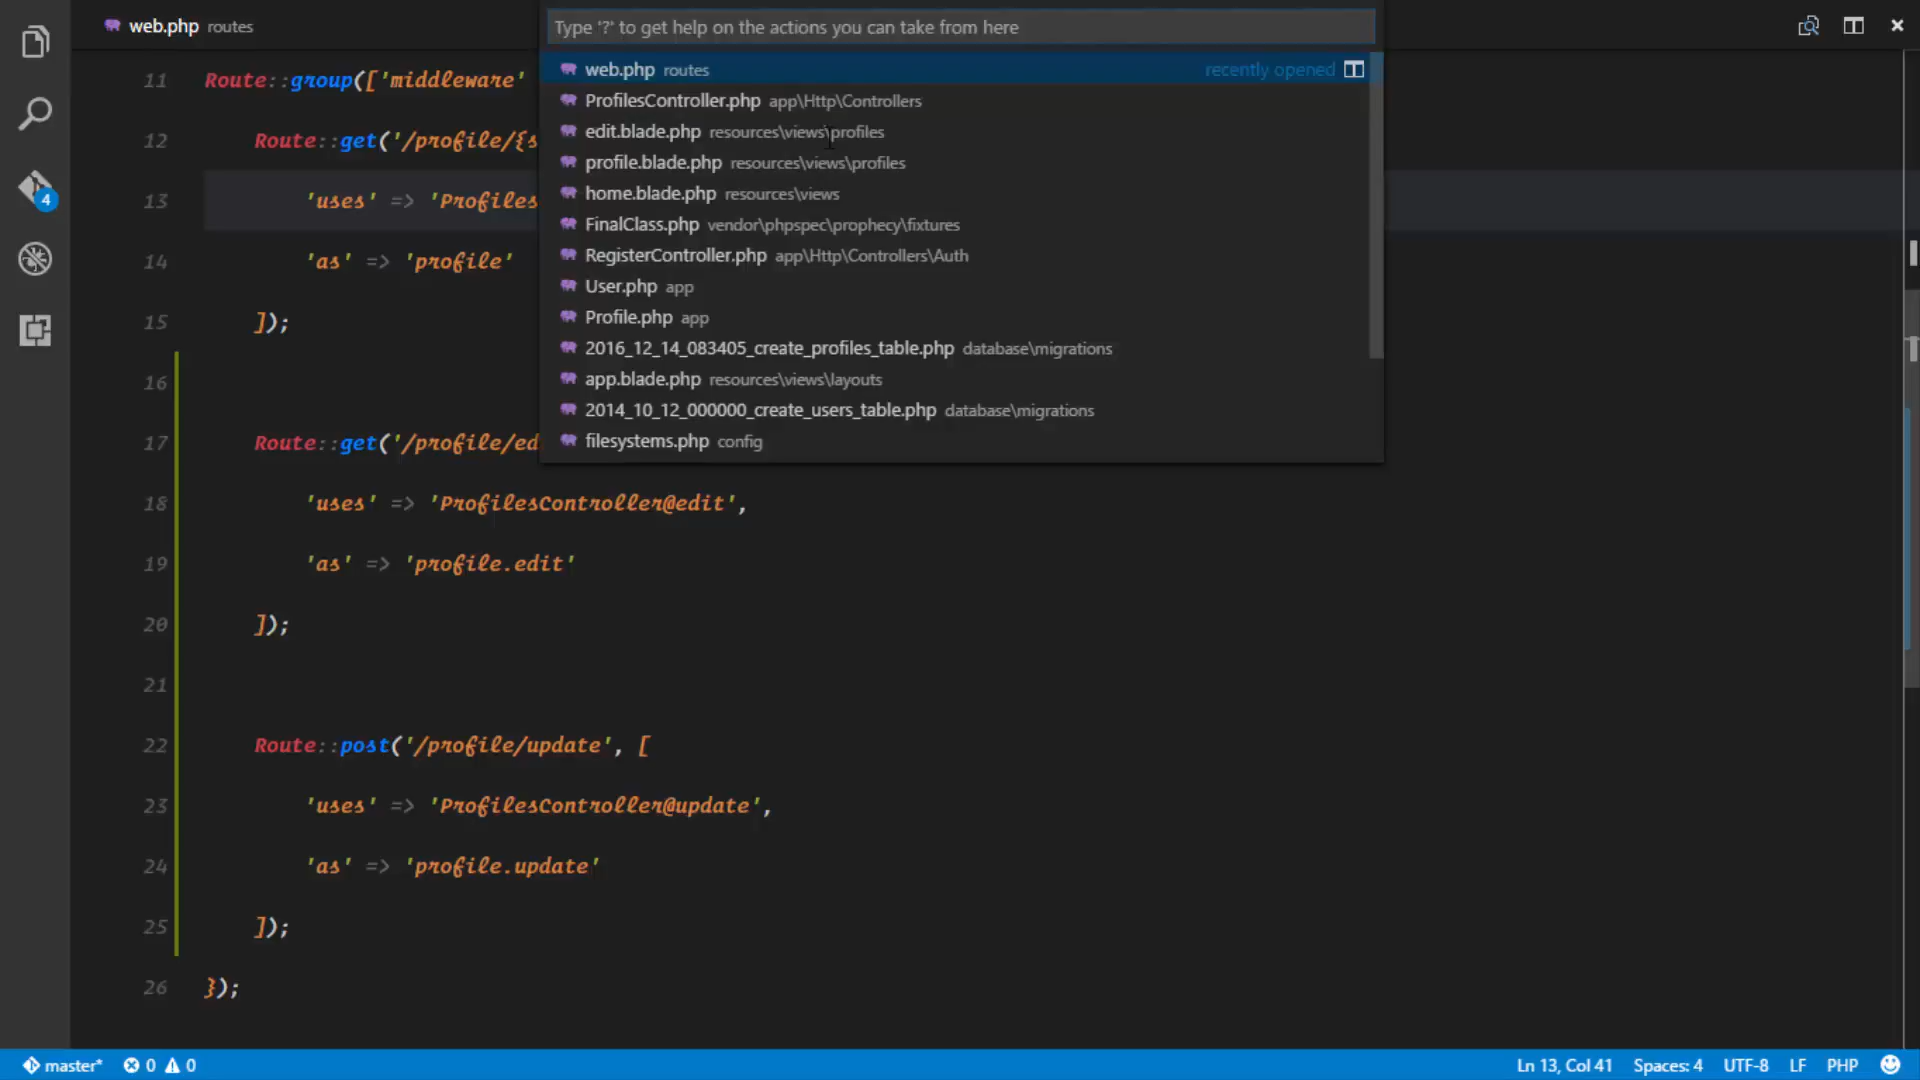 web.php routes
Type '?' to get help on the actions you can take from here
web.php routes recently opened
ProfilesController.php app\Http\Controllers
edit.blade.php resources\views\profiles
profile.blade.php resources\views\profiles
home.blade.php resources\views
FinalClass.php vendor\phpspec\prophecy\fixtures
RegisterController.php app\Http\Controllers\Auth
User.php app
Profile.php app
2016_12_14_083405_create_profiles_table.php database\migrations
app.blade.php resources\views\layouts
2014_10_12_000000_create_users_table.php database\migrations
filesystems.php config
11 Route::group(['middleware'
12 Route::get('/profile/{s
13 'uses' => 'Profiles
14 'as' => 'profile'
15 ]);
16
17 Route::get('/profile/ed
18 'uses' => 'ProfilesController@edit',
19 'as' => 'profile.edit'
20 ]);
21
22 Route::post('/profile/update', [
23 'uses' => 'ProfilesController@update',
24 'as' => 'profile.update'
25 ]);
26 });
4
master* 0 0 Ln 13, Col 41 Spaces: 4 UTF-8 LF PHP